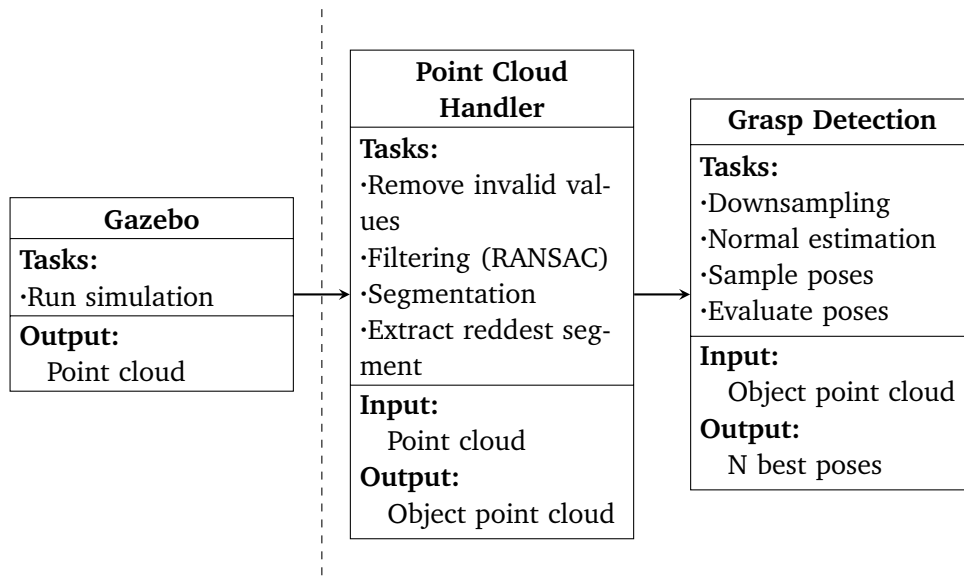 Gazebo
Tasks:
·Run simulation
Output:
Point cloud
Point Cloud
Handler
Tasks:
·Remove invalid val-
ues
·Filtering (RANSAC)
·Segmentation
·Extract reddest seg-
ment
Input:
Point cloud
Output:
Object point cloud
Grasp Detection
Tasks:
·Downsampling
·Normal estimation
·Sample poses
·Evaluate poses
Input:
Object point cloud
Output:
N best poses